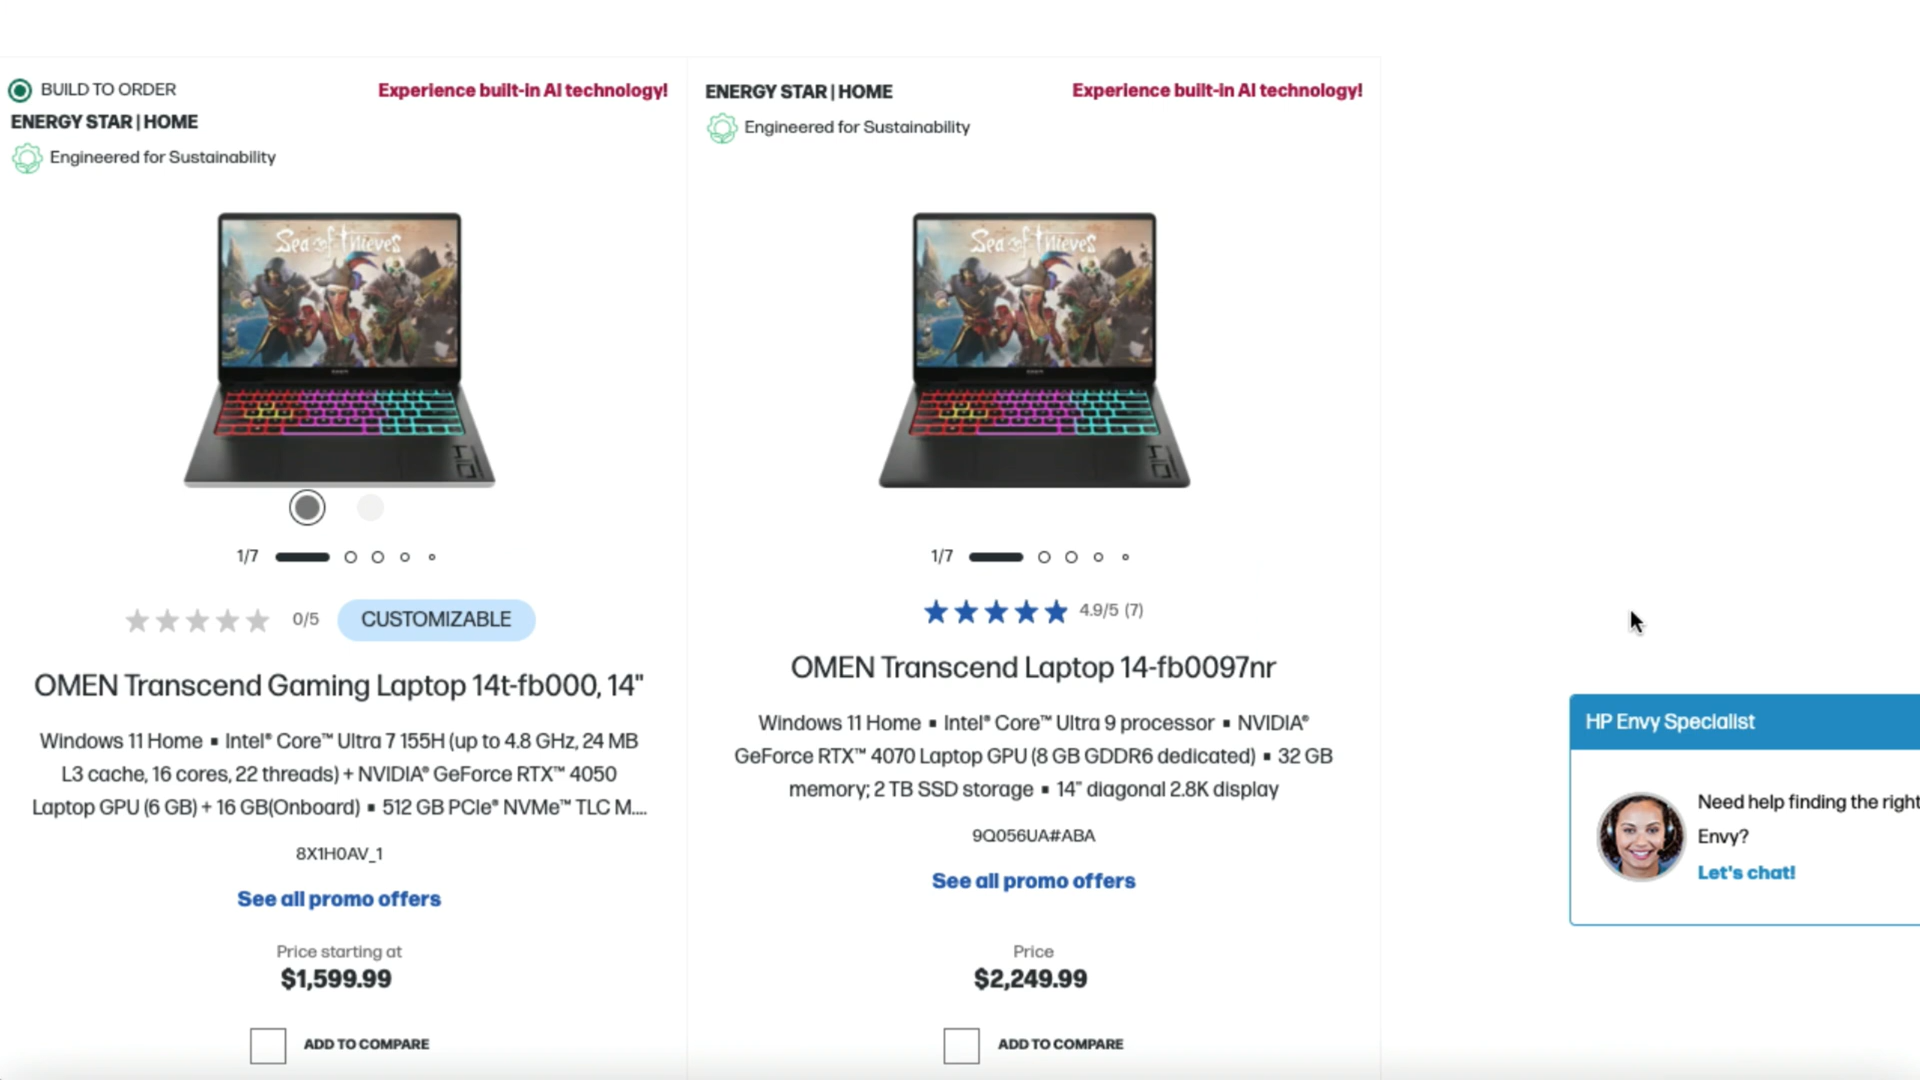 BUILD TO ORDER
Experience built-in AI technology!
ENERGY STAR | HOME
Engineered for Sustainability
Sea of Thieves
1/7
0/5
CUSTOMIZABLE
OMEN Transcend Gaming Laptop 14t-fb000, 14"
Windows 11 Home ▪ Intel® Core™ Ultra 7 155H (up to 4.8 GHz, 24 MB
L3 cache, 16 cores, 22 threads) + NVIDIA® GeForce RTX™ 4050
Laptop GPU (6 GB) + 16 GB(Onboard) ▪ 512 GB PCIe® NVMe™ TLC M....
8X1H0AV_1
See all promo offers
Price starting at
$1,599.99
ADD TO COMPARE
ENERGY STAR | HOME
Experience built-in AI technology!
Engineered for Sustainability
Sea of Thieves
1/7
4.9/5 (7)
OMEN Transcend Laptop 14-fb0097nr
Windows 11 Home ▪ Intel® Core™ Ultra 9 processor ▪ NVIDIA®
GeForce RTX™ 4070 Laptop GPU (8 GB GDDR6 dedicated) ▪ 32 GB
memory; 2 TB SSD storage ▪ 14" diagonal 2.8K display
9Q056UA#ABA
See all promo offers
Price
$2,249.99
ADD TO COMPARE
HP Envy Specialist
Need help finding the right
Envy?
Let's chat!